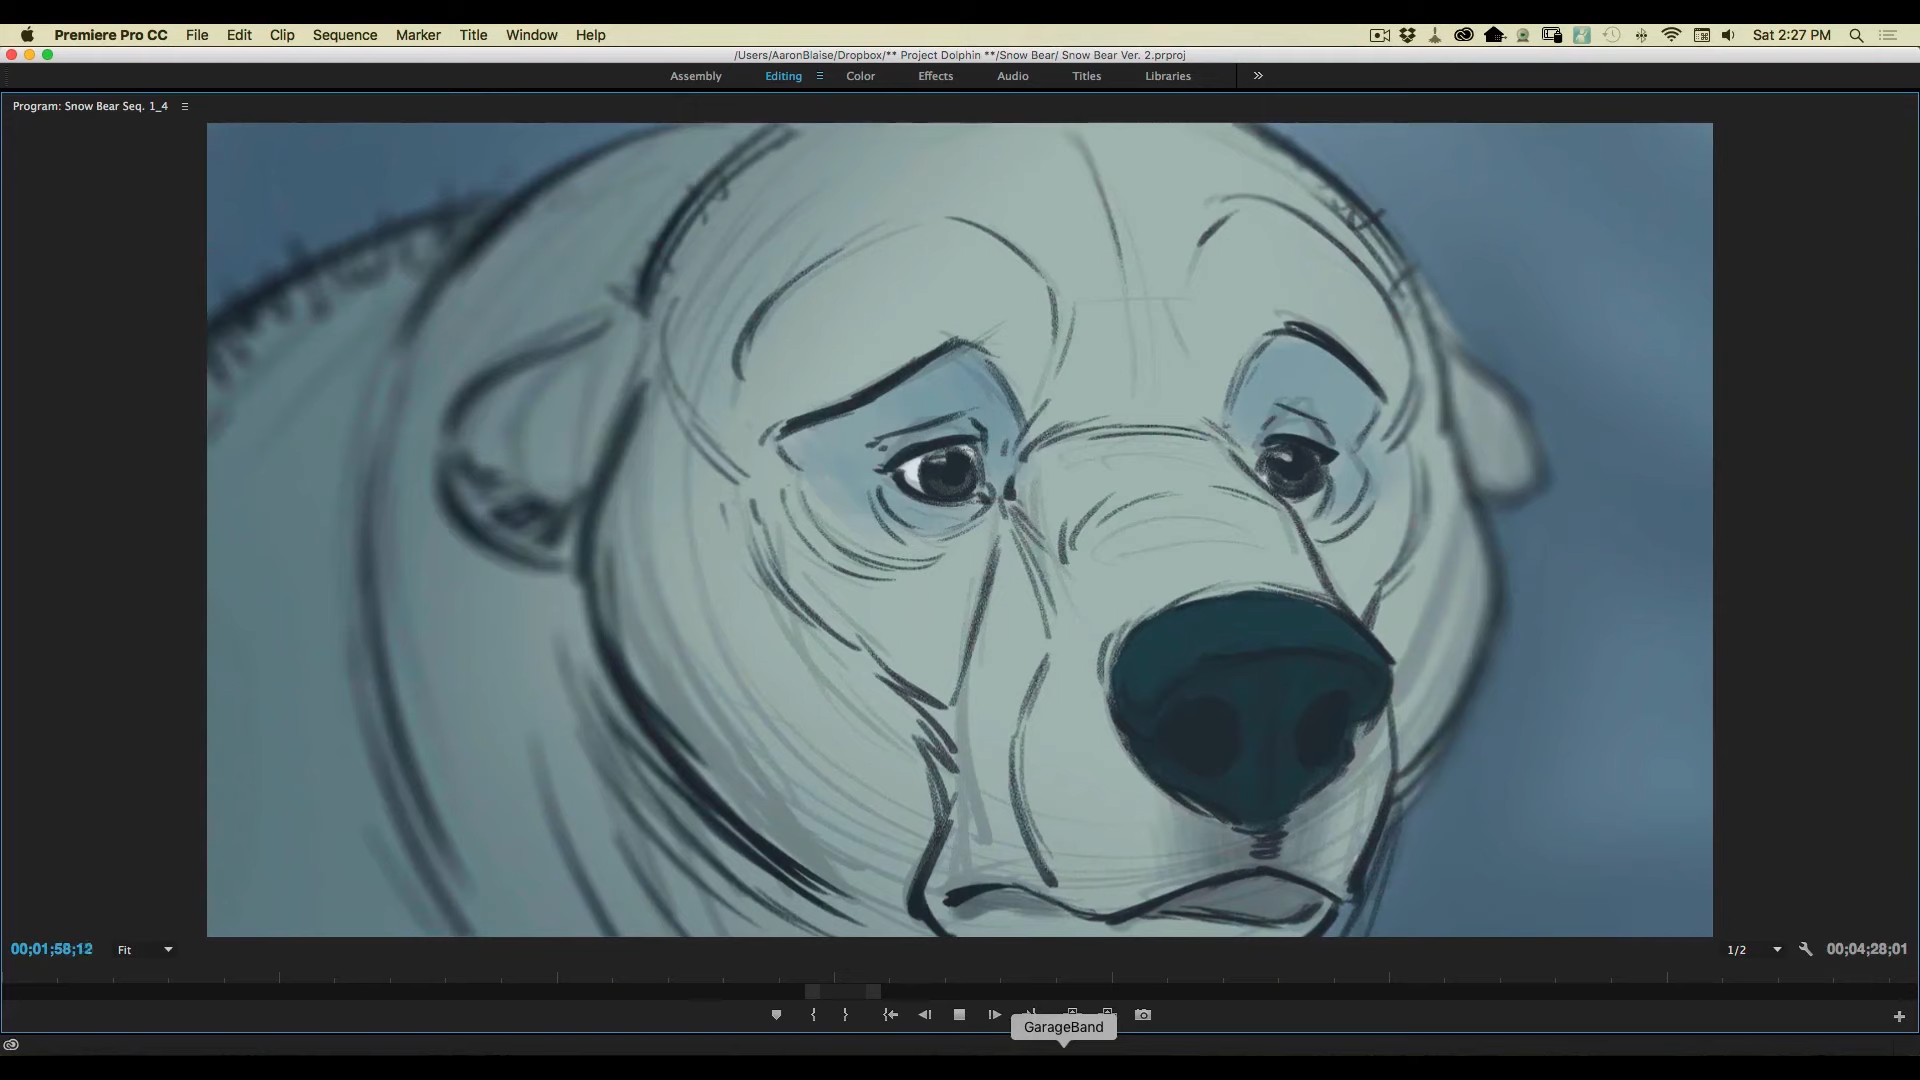 Premiere Pro CC File Edit Clip Sequence Marker Title Window Help Sat 2:27 PM
/Users/AaronBlaise/Dropbox/** Project Dolphin **/Snow Bear/ Snow Bear Ver. 2.prproj
Assembly Editing Color Effects Audio Titles Libraries
Program: Snow Bear Seq. 1_4
00;01;58;12 Fit 1/2 00;04;28;01
GarageBand